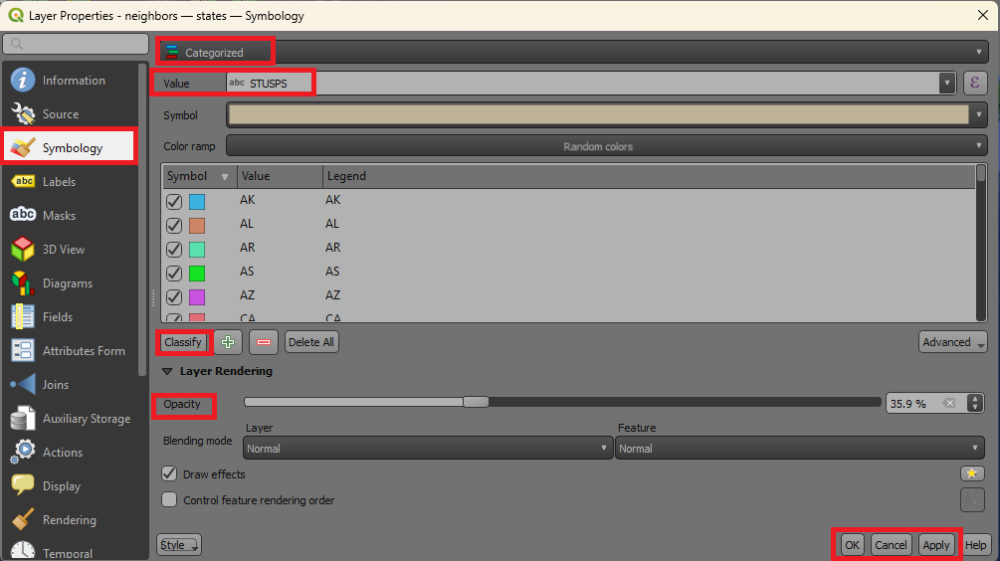 Layer Properties - neighbors — states — Symbology
Information
Source
Symbology
Labels
Masks
3D View
Diagrams
Fields
Attributes Form
Joins
Auxiliary Storage
Actions
Display
Rendering
Temporal
Categorized
Value abc STUSPS ε
Symbol
Color ramp Random colors
Symbol Value Legend
AK AK
AL AL
AR AR
AS AS
AZ AZ
CA CA
Classify Delete All Advanced
Layer Rendering
Opacity 35.9 %
Layer Feature
Blending mode Normal Normal
Draw effects
Control feature rendering order
Style OK Cancel Apply Help